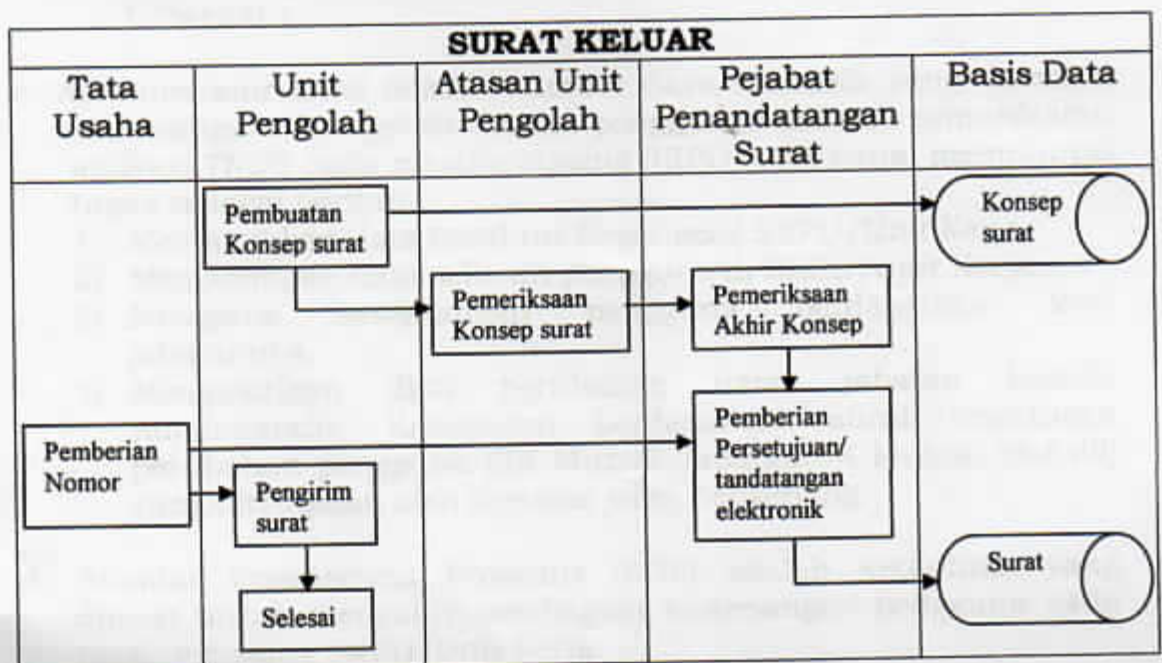 SURAT KELUAR
Tata
Usaha
Unit
Pengolah
Atasan Unit
Pengolah
Pejabat
Penandatangan
Surat
Basis Data
Pembuatan
Konsep surat
Konsep
surat
Pemeriksaan
Konsep surat
Pemeriksaan
Akhir Konsep
Pemberian
Nomor
Pengirim
surat
Pemberian
Persetujuan/
tandatangan
elektronik
Surat
Selesai